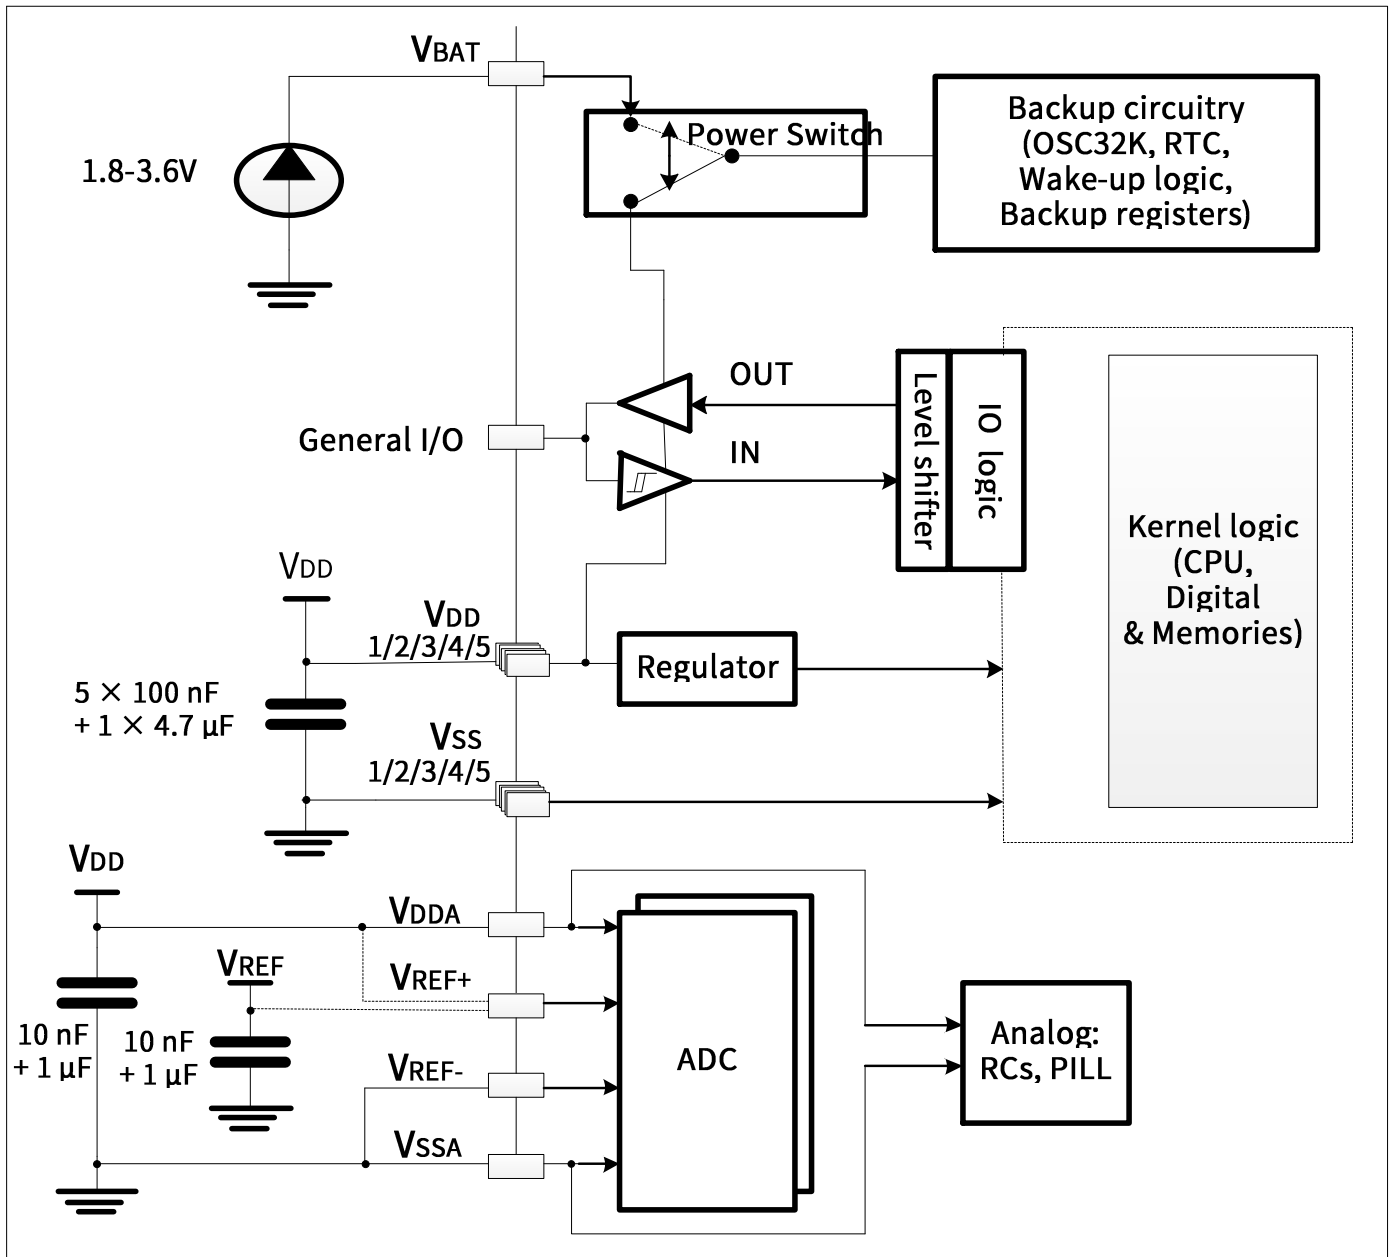 VBAT
1.8-3.6V
Power Switch
Backup circuitry
(OSC32K, RTC,
Wake-up logic,
Backup registers)
General I/O
OUT
IN
Level shifter
IO logic
Kernel logic
(CPU,
Digital
& Memories)
VDD
VDD
1/2/3/4/5
Regulator
5 × 100 nF
+ 1 × 4.7 µF
VSS
1/2/3/4/5
VDD
VDDA
VREF
VREF+
10 nF
+ 1 µF
10 nF
+ 1 µF
VREF-
VSSA
ADC
Analog:
RCs, PILL